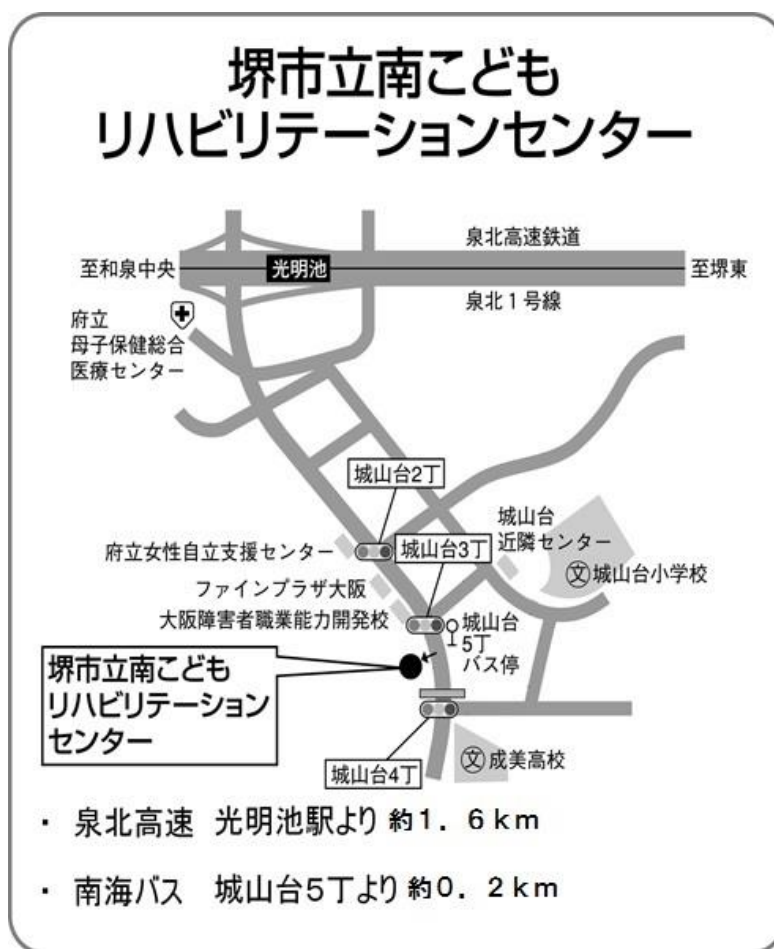 堺市立南こども
リハビリテーションセンター
泉北高速鉄道
至和泉中央
光明池
至堺東
泉北1号線
府立
母子保健総合
医療センター
城山台2丁
城山台
近隣センター
城山台3丁
府立女性自立支援センター
文城山台小学校
ファインプラザ大阪
大阪障害者職業能力開発校
城山台
5丁
バス停
堺市立南こども
リハビリテーション
センター
文成美高校
城山台4丁
・ 泉北高速 光明池駅より 約1.6km
・ 南海バス 城山台5丁より 約0.2km